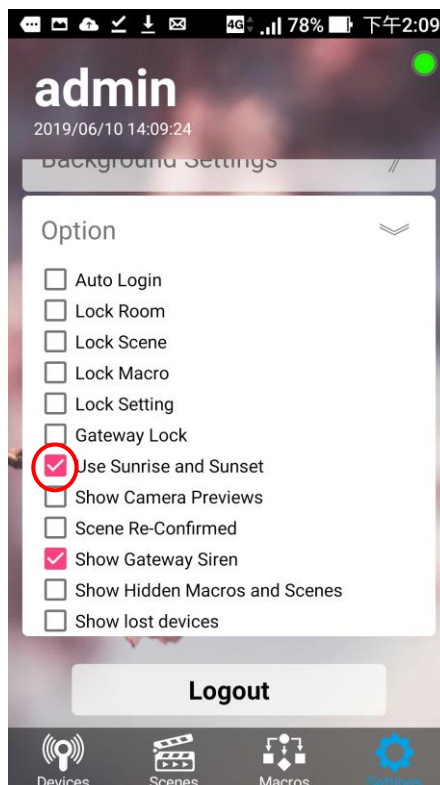 4G 78% 下午2:09
admin
2019/06/10 14:09:24
Background Settings
Option
Auto Login
Lock Room
Lock Scene
Lock Macro
Lock Setting
Gateway Lock
Use Sunrise and Sunset
Show Camera Previews
Scene Re-Confirmed
Show Gateway Siren
Show Hidden Macros and Scenes
Show lost devices
Logout
Devices Scenes Macros Settings